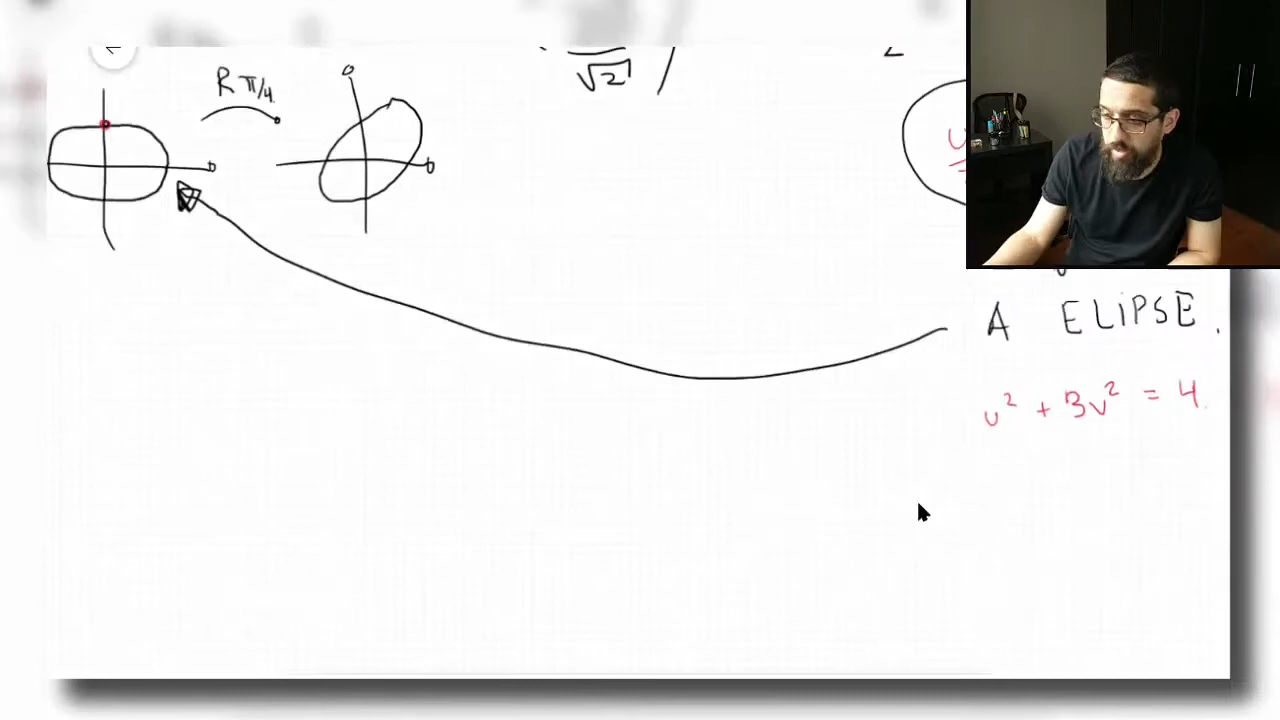 R π/4
√2
A ELIPSE.
u² + 3v² = 4.